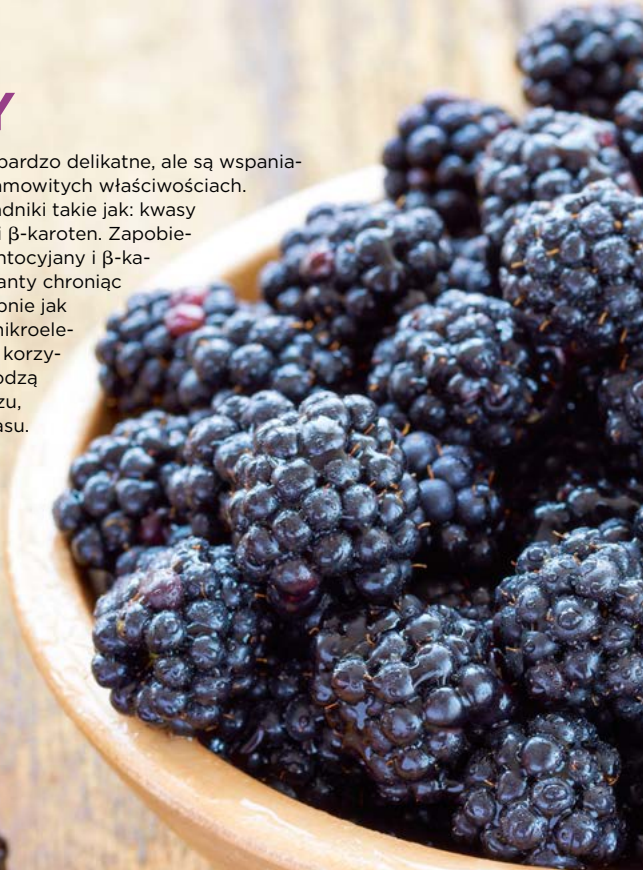 Y
bardzo delikatne, ale są wspania-
amowitych właściwościach.
adniki takie jak: kwasy
i β-karoten. Zapobie-
ntocyjany i β-ka-
anty chroniąc
onie jak
mikroele-
korzy-
odzą
zu,
asu.